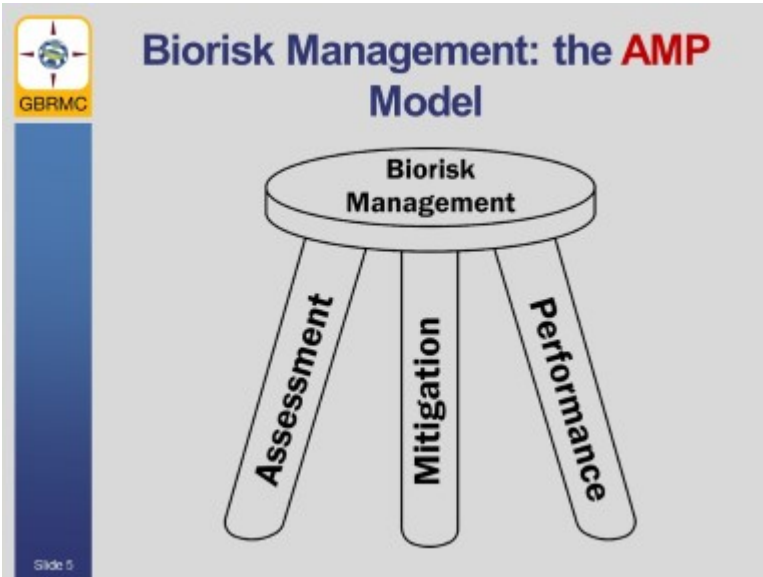 GBRMC
Biorisk Management: the AMP
Model
Biorisk
Management
Assessment
Mitigation
Performance
Slide 5